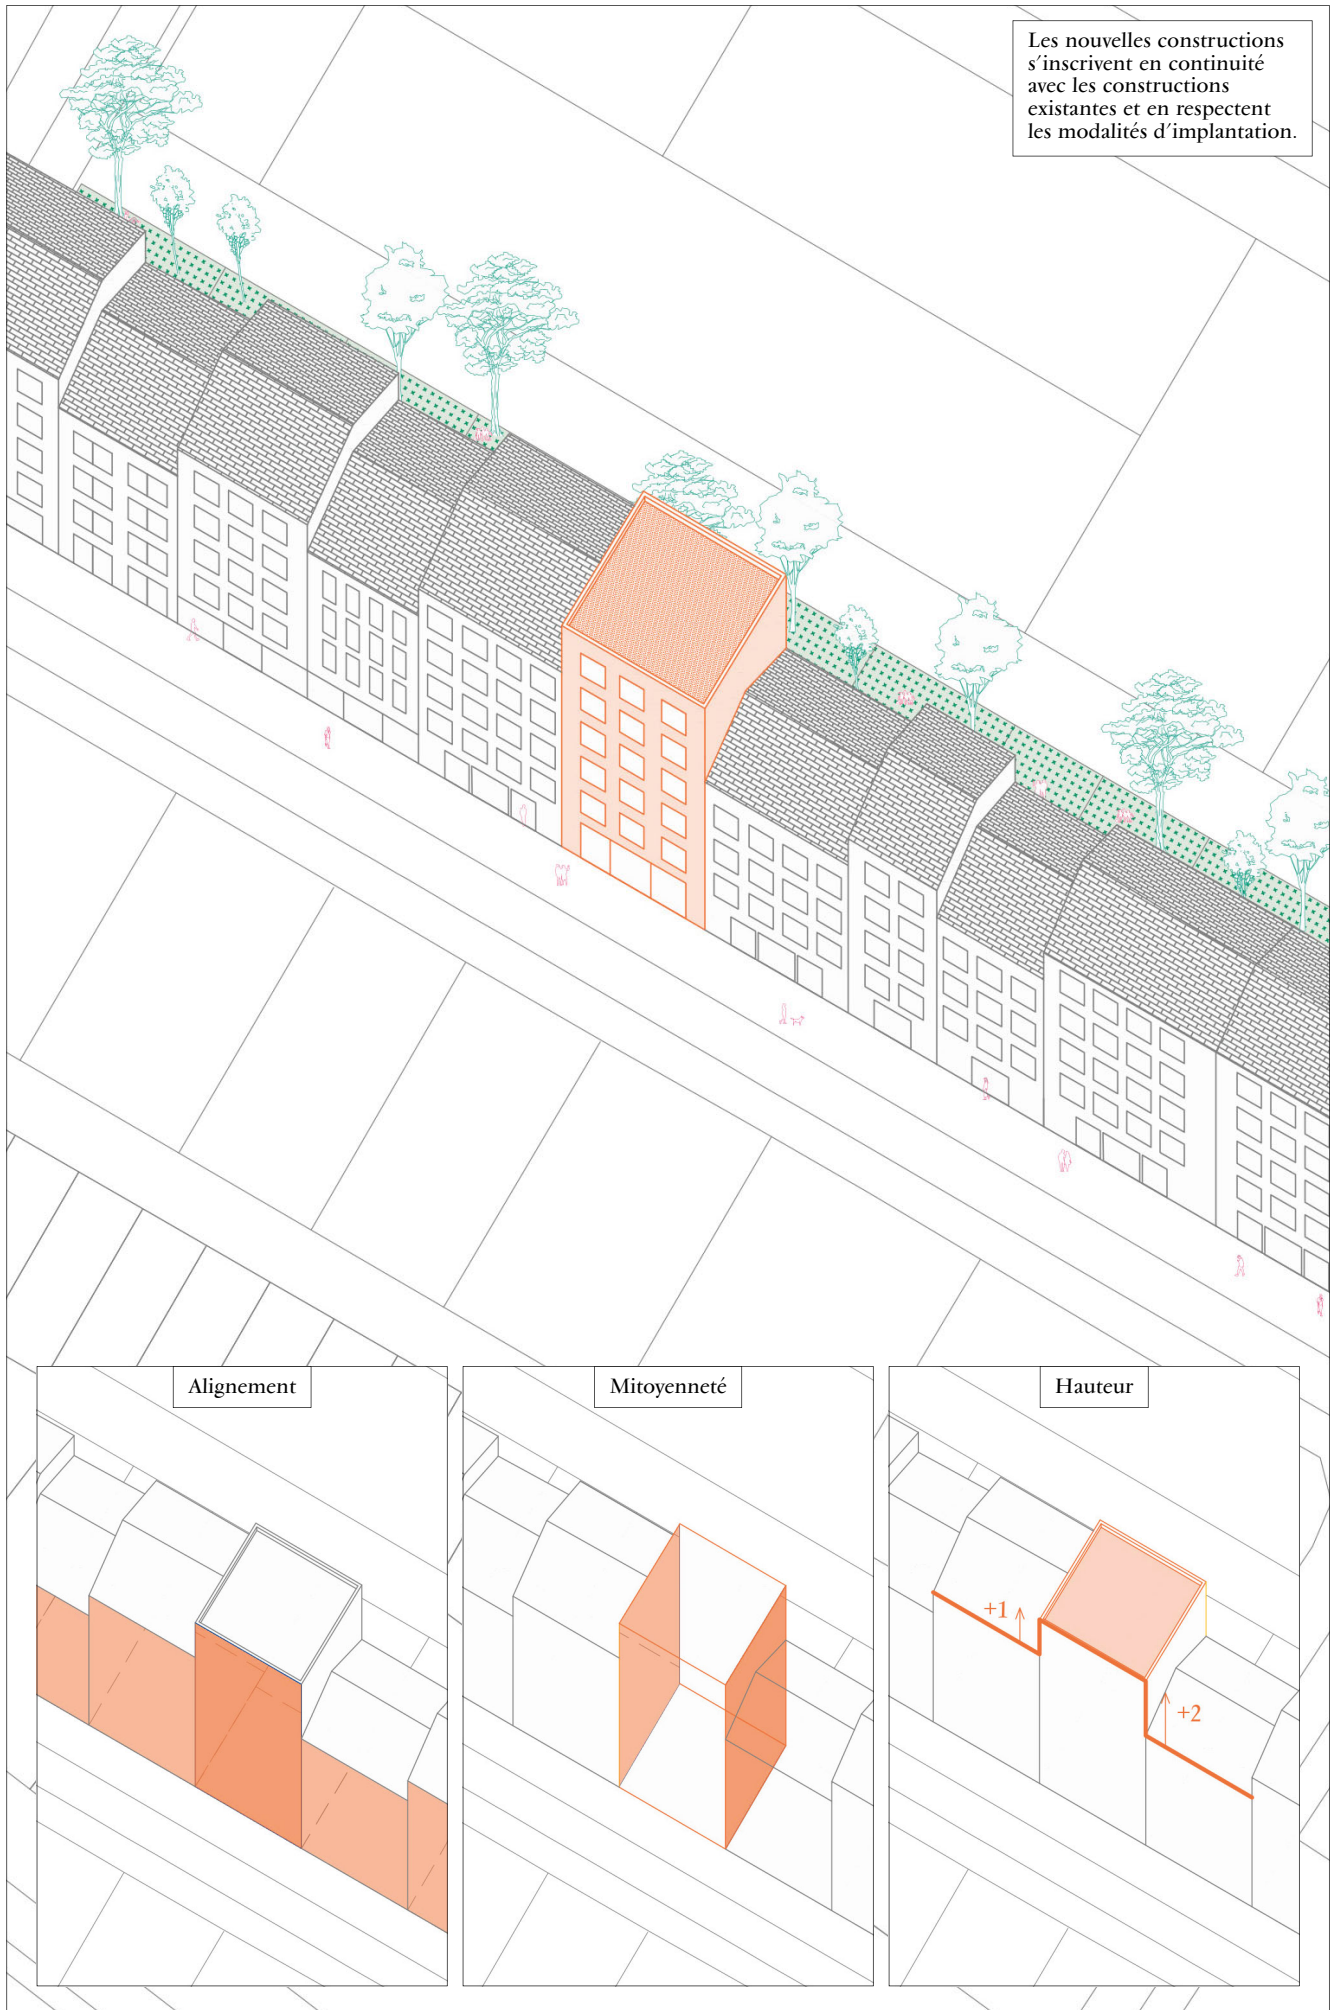 Les nouvelles constructions
s'inscrivent en continuité
avec les constructions
existantes et en respectent
les modalités d'implantation.
Alignement
Mitoyenneté
Hauteur
+1
+2